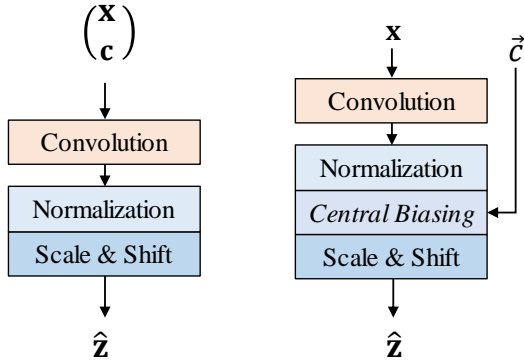 x
c
Convolution
Normalization
Scale & Shift
ẑ
x
c⃗
Convolution
Normalization
Central Biasing
Scale & Shift
ẑ